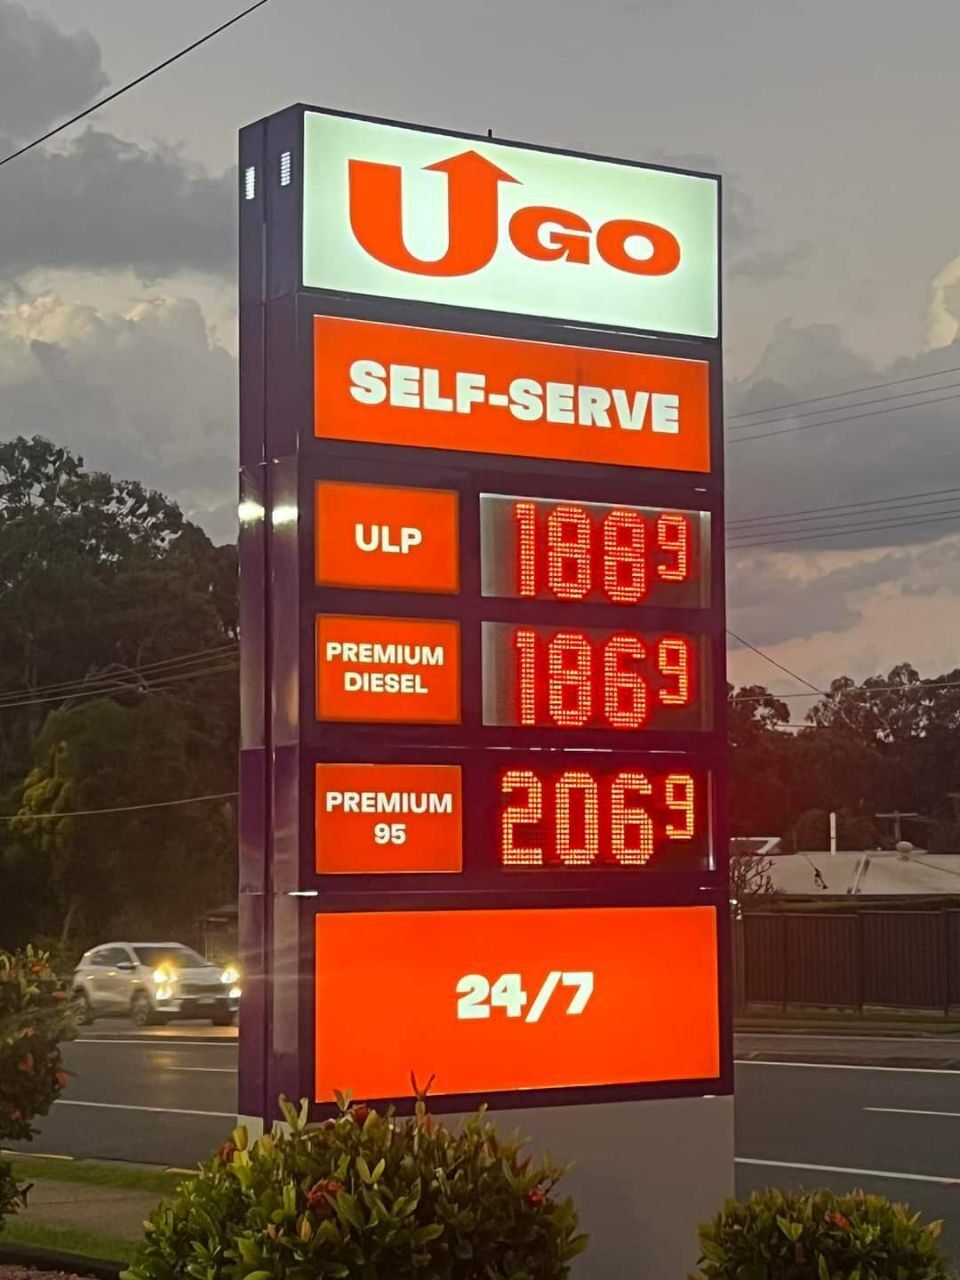 UGO
SELF-SERVE
ULP 188⁹
PREMIUM
DIESEL 186⁹
PREMIUM
95 206⁹
24/7